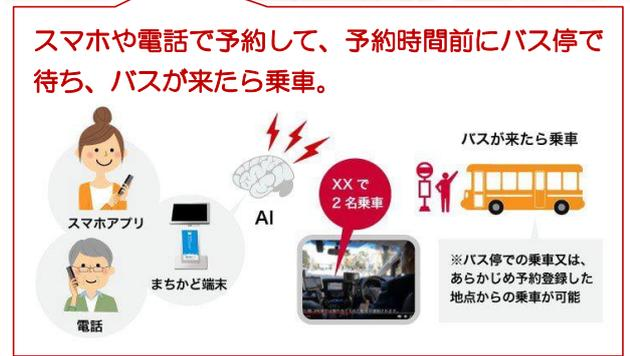 スマホや電話で予約して、予約時間前にバス停で
待ち、バスが来たら乗車。
スマホアプリ
電話
まちかど端末
AI
XXで
2名乗車
バスが来たら乗車
※バス停での乗車又は、
あらかじめ予約登録した
地点からの乗車が可能